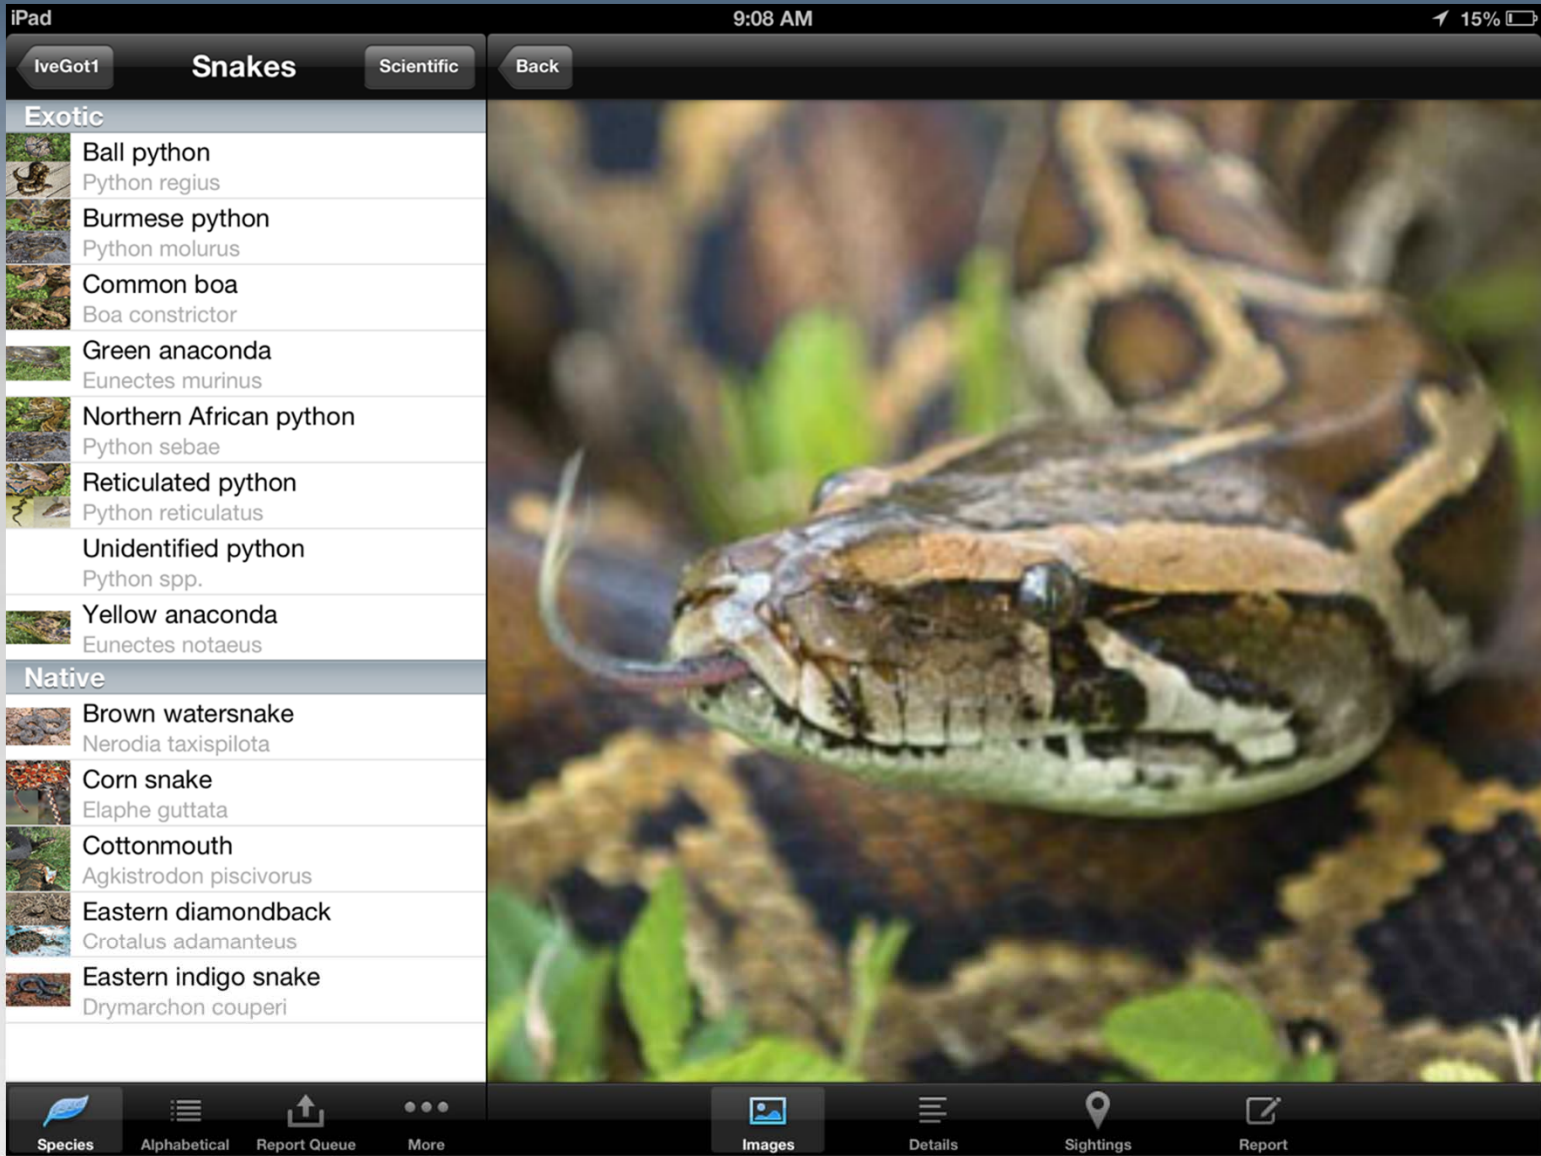 iPad 9:08 AM 15%
IveGot1 Snakes Scientific Back
Exotic
Ball python
Python regius
Burmese python
Python molurus
Common boa
Boa constrictor
Green anaconda
Eunectes murinus
Northern African python
Python sebae
Reticulated python
Python reticulatus
Unidentified python
Python spp.
Yellow anaconda
Eunectes notaeus
Native
Brown watersnake
Nerodia taxispilota
Corn snake
Elaphe guttata
Cottonmouth
Agkistrodon piscivorus
Eastern diamondback
Crotalus adamanteus
Eastern indigo snake
Drymarchon couperi
Species Alphabetical Report Queue More Images Details Sightings Report